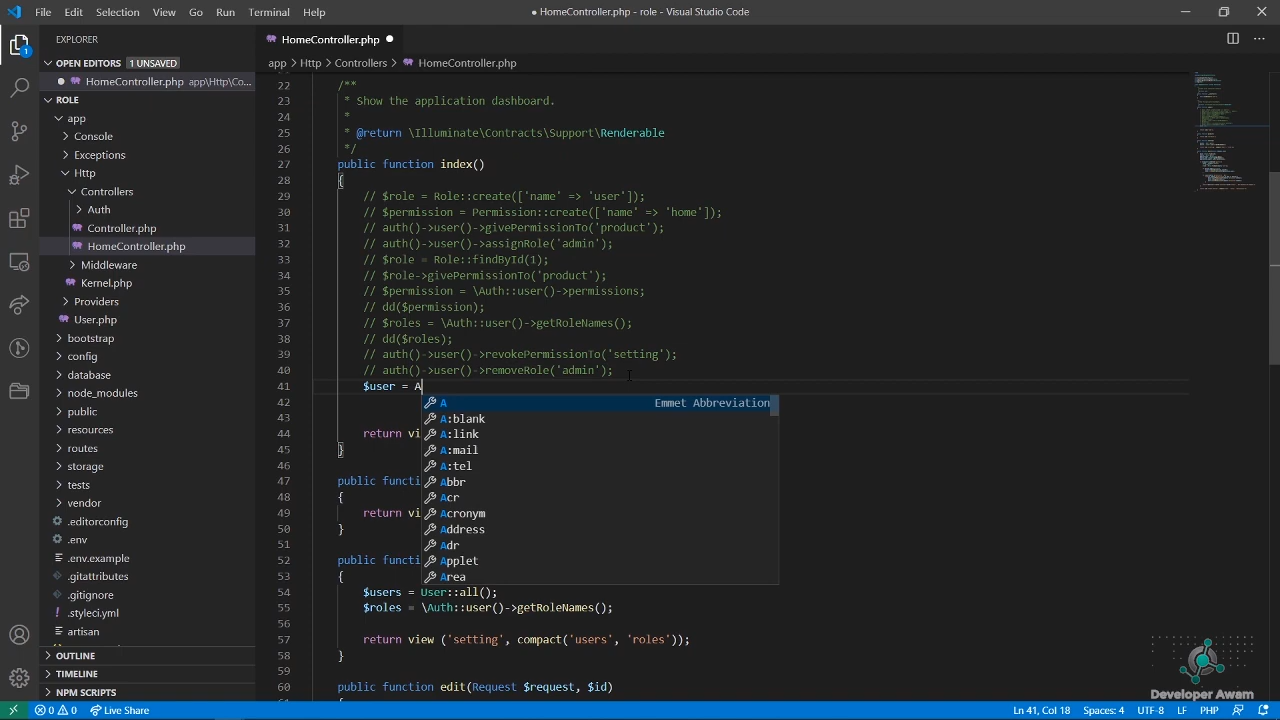 File Edit Selection View Go Run Terminal Help
● HomeController.php - role - Visual Studio Code
EXPLORER
OPEN EDITORS 1 UNSAVED
HomeController.php app\Http\Co...
ROLE
app
Console
Exceptions
Http
Controllers
Auth
Controller.php
HomeController.php
Middleware
Kernel.php
Providers
User.php
bootstrap
config
database
node_modules
public
resources
routes
storage
tests
vendor
.editorconfig
.env
.env.example
.gitattributes
.gitignore
.styleci.yml
artisan
OUTLINE
TIMELINE
NPM SCRIPTS
HomeController.php
app > Http > Controllers > HomeController.php
22 /**
23 * Show the application dashboard.
24 *
25 * @return \Illuminate\Contracts\Support\Renderable
26 */
27 public function index()
28 {
29 // $role = Role::create(['name' => 'user']);
30 // $permission = Permission::create(['name' => 'home']);
31 // auth()->user()->givePermissionTo('product');
32 // auth()->user()->assignRole('admin');
33 // $role = Role::findById(1);
34 // $role->givePermissionTo('product');
35 // $permission = \Auth::user()->permissions;
36 // dd($permission);
37 // $roles = \Auth::user()->getRoleNames();
38 // dd($roles);
39 // auth()->user()->revokePermissionTo('setting');
40 // auth()->user()->removeRole('admin');
41 $user = A
42
43
44 return vi
45 }
46
47 public functi
48 {
49 return vi
50 }
51
52 public functi
53 {
54 $users = User::all();
55 $roles = \Auth::user()->getRoleNames();
56
57 return view ('setting', compact('users', 'roles'));
58 }
59
60 public function edit(Request $request, $id)
61 {
A Emmet Abbreviation
A:blank
A:link
A:mail
A:tel
Abbr
Acr
Acronym
Address
Adr
Applet
Area
Developer Awam
0 0 Live Share
Ln 41, Col 18 Spaces: 4 UTF-8 LF PHP